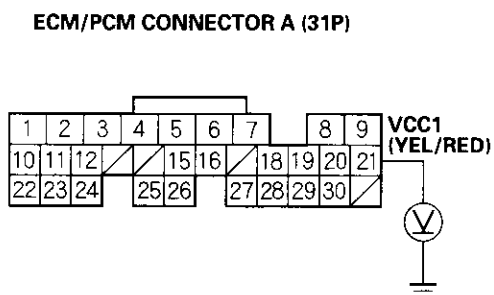 ECM/PCM CONNECTOR A (31P)
1 2 3 4 5 6 7 8 9 VCC1
(YEL/RED)
10 11 12 15 16 18 19 20 21
22 23 24 25 26 27 28 29 30
V